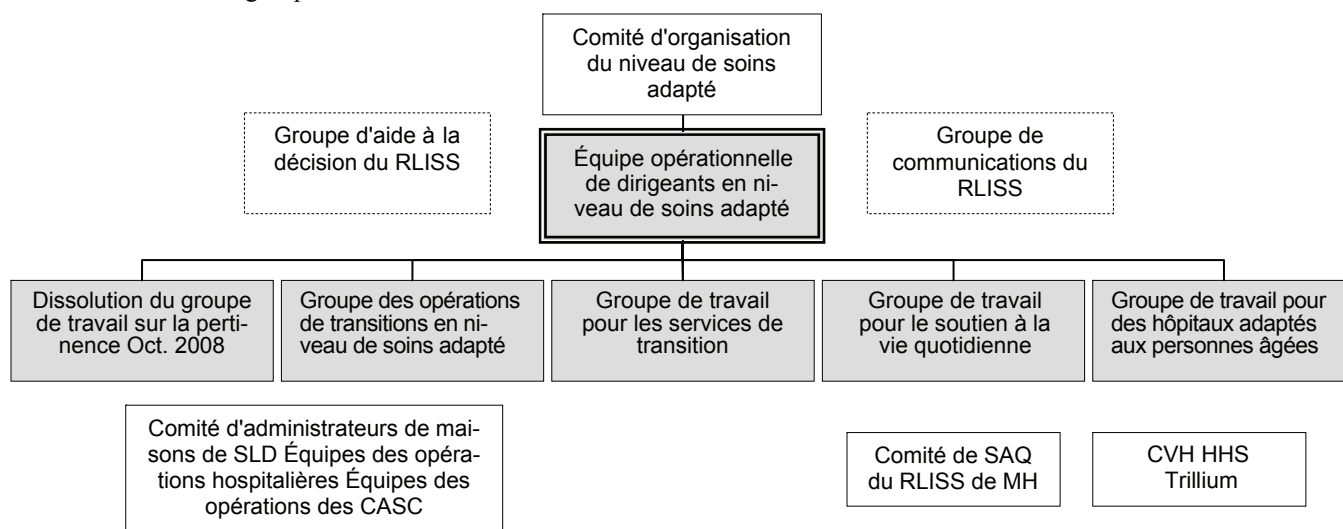 Comité d'organisation
du niveau de soins
adapté
Groupe d'aide à la
décision du RLISS
Équipe opérationnelle
de dirigeants en ni-
veau de soins adapté
Groupe de
communications du
RLISS
Dissolution du groupe
de travail sur la perti-
nence Oct. 2008
Groupe des opérations
de transitions en ni-
veau de soins adapté
Groupe de travail
pour les services de
transition
Groupe de travail
pour le soutien à la
vie quotidienne
Groupe de travail pour
des hôpitaux adaptés
aux personnes âgées
Comité d'administrateurs de mai-
sons de SLD Équipes des opéra-
tions hospitalières Équipes des
opérations des CASC
Comité de SAQ
du RLISS de MH
CVH HHS
Trillium